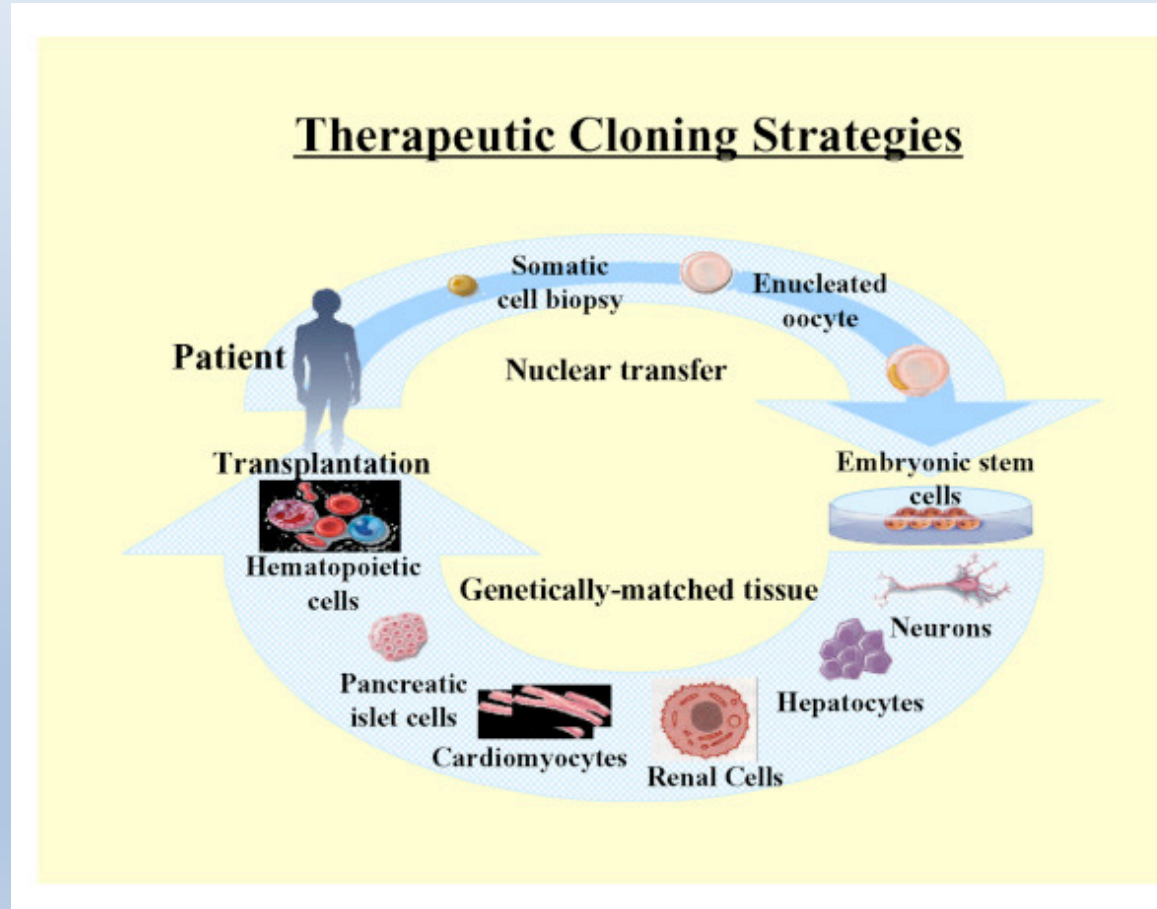 Therapeutic Cloning Strategies
Somatic
cell biopsy
Enucleated
oocyte
Patient
Nuclear transfer
Transplantation
Embryonic stem
cells
Hematopoietic
cells
Genetically-matched tissue
Neurons
Pancreatic
islet cells
Hepatocytes
Cardiomyocytes
Renal Cells